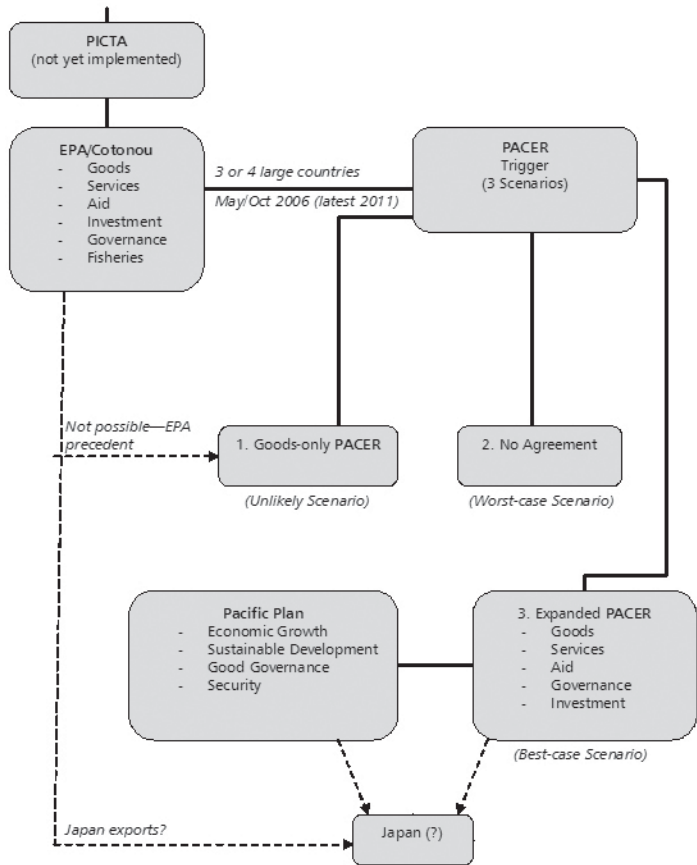 PICTA
(not yet implemented)
EPA/Cotonou
- Goods
- Services
- Aid
- Investment
- Governance
- Fisheries
3 or 4 large countries
May/Oct 2006 (latest 2011)
PACER
Trigger
(3 Scenarios)
Not possible—EPA
precedent
1. Goods-only PACER
(Unlikely Scenario)
2. No Agreement
(Worst-case Scenario)
Pacific Plan
- Economic Growth
- Sustainable Development
- Good Governance
- Security
3. Expanded PACER
- Goods
- Services
- Aid
- Governance
- Investment
(Best-case Scenario)
Japan exports?
Japan (?)